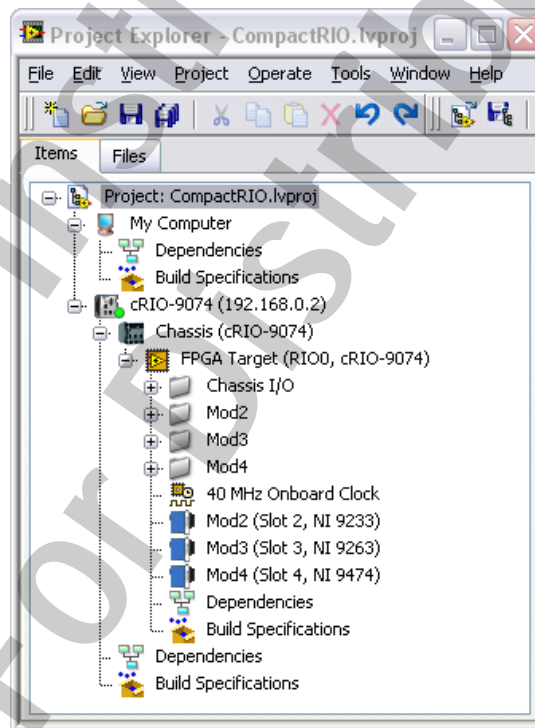 Project Explorer - CompactRIO.lvproj
File Edit View Project Operate Tools Window Help
Items Files
Project: CompactRIO.lvproj
My Computer
Dependencies
Build Specifications
cRIO-9074 (192.168.0.2)
Chassis (cRIO-9074)
FPGA Target (RIO0, cRIO-9074)
Chassis I/O
Mod2
Mod3
Mod4
40 MHz Onboard Clock
Mod2 (Slot 2, NI 9233)
Mod3 (Slot 3, NI 9263)
Mod4 (Slot 4, NI 9474)
Dependencies
Build Specifications
Dependencies
Build Specifications